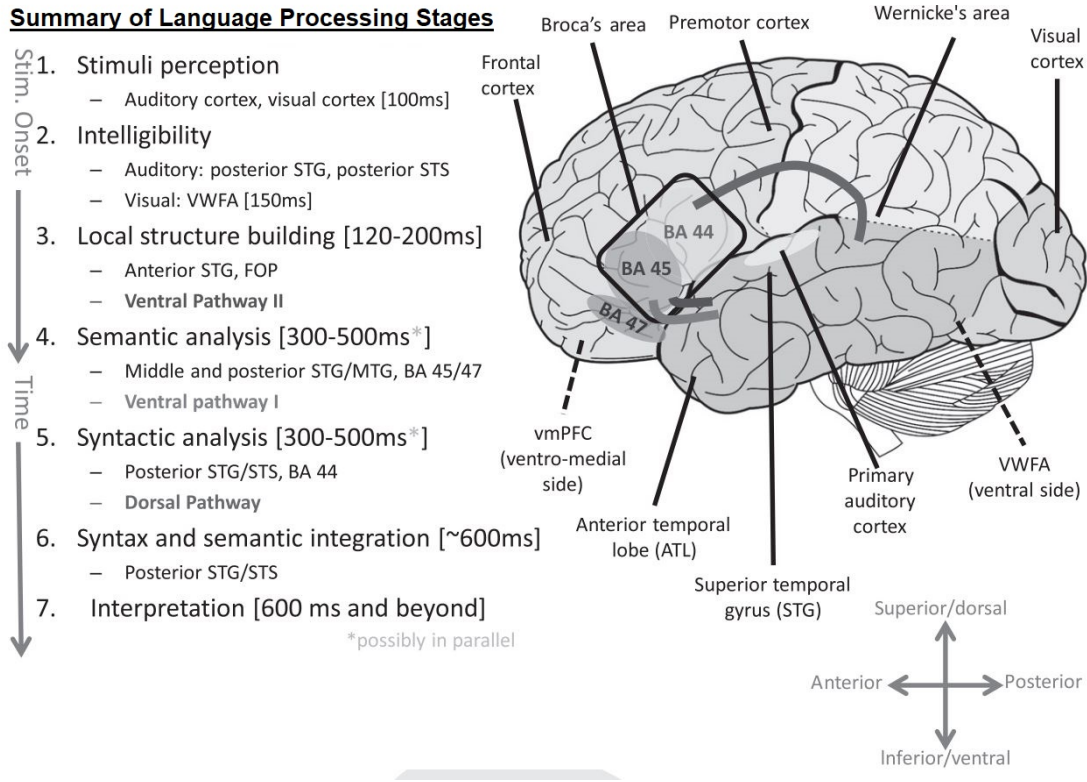 Summary of Language Processing Stages
Stim. Onset
Time
1. Stimuli perception
– Auditory cortex, visual cortex [100ms]
2. Intelligibility
– Auditory: posterior STG, posterior STS
– Visual: VWFA [150ms]
3. Local structure building [120-200ms]
– Anterior STG, FOP
– Ventral Pathway II
4. Semantic analysis [300-500ms*]
– Middle and posterior STG/MTG, BA 45/47
– Ventral pathway I
5. Syntactic analysis [300-500ms*]
– Posterior STG/STS, BA 44
– Dorsal Pathway
6. Syntax and semantic integration [~600ms]
– Posterior STG/STS
7. Interpretation [600 ms and beyond]
*possibly in parallel
Frontal
cortex
Broca's area
Premotor cortex
Wernicke's area
Visual
cortex
BA 44
BA 45
BA 47
vmPFC
(ventro-medial
side)
Anterior temporal
lobe (ATL)
Superior temporal
gyrus (STG)
Primary
auditory
cortex
VWFA
(ventral side)
Superior/dorsal
Anterior
Posterior
Inferior/ventral